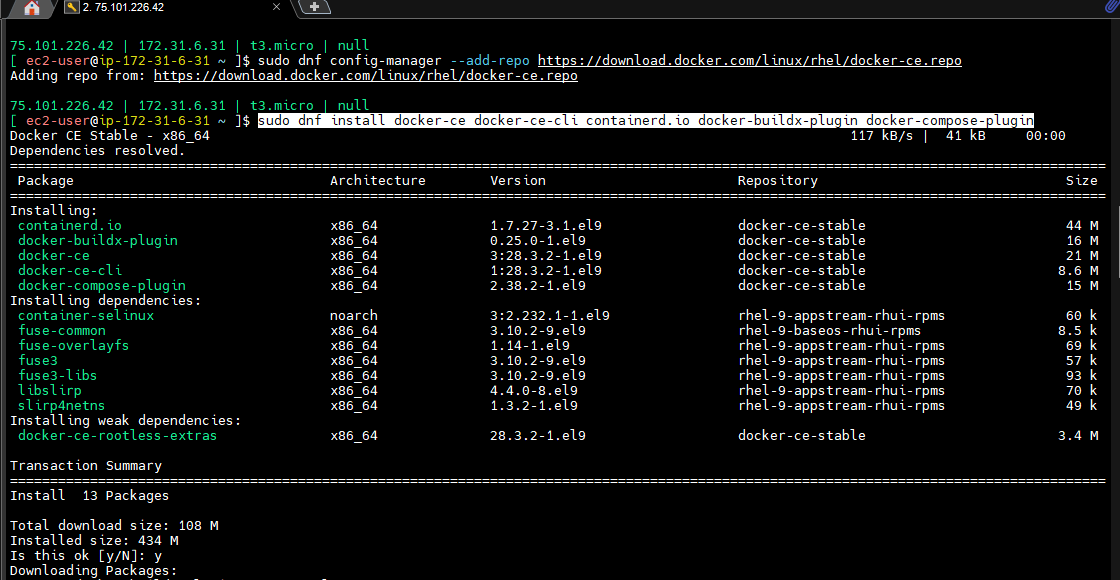 2. 75.101.226.42
75.101.226.42 | 172.31.6.31 | t3.micro | null
[ ec2-user@ip-172-31-6-31 ~ ]$ sudo dnf config-manager --add-repo https://download.docker.com/linux/rhel/docker-ce.repo
Adding repo from: https://download.docker.com/linux/rhel/docker-ce.repo
75.101.226.42 | 172.31.6.31 | t3.micro | null
[ ec2-user@ip-172-31-6-31 ~ ]$ sudo dnf install docker-ce docker-ce-cli containerd.io docker-buildx-plugin docker-compose-plugin
Docker CE Stable - x86_64 117 kB/s | 41 kB 00:00
Dependencies resolved.
================================================================================
Package Architecture Version Repository Size
================================================================================
Installing:
containerd.io x86_64 1.7.27-3.1.el9 docker-ce-stable 44 M
docker-buildx-plugin x86_64 0.25.0-1.el9 docker-ce-stable 16 M
docker-ce x86_64 3:28.3.2-1.el9 docker-ce-stable 21 M
docker-ce-cli x86_64 1:28.3.2-1.el9 docker-ce-stable 8.6 M
docker-compose-plugin x86_64 2.38.2-1.el9 docker-ce-stable 15 M
Installing dependencies:
container-selinux noarch 3:2.232.1-1.el9 rhel-9-appstream-rhui-rpms 60 k
fuse-common x86_64 3.10.2-9.el9 rhel-9-baseos-rhui-rpms 8.5 k
fuse-overlayfs x86_64 1.14-1.el9 rhel-9-appstream-rhui-rpms 69 k
fuse3 x86_64 3.10.2-9.el9 rhel-9-appstream-rhui-rpms 57 k
fuse3-libs x86_64 3.10.2-9.el9 rhel-9-appstream-rhui-rpms 93 k
libslirp x86_64 4.4.0-8.el9 rhel-9-appstream-rhui-rpms 70 k
slirp4netns x86_64 1.3.2-1.el9 rhel-9-appstream-rhui-rpms 49 k
Installing weak dependencies:
docker-ce-rootless-extras x86_64 28.3.2-1.el9 docker-ce-stable 3.4 M
Transaction Summary
================================================================================
Install 13 Packages
Total download size: 108 M
Installed size: 434 M
Is this ok [y/N]: y
Downloading Packages: